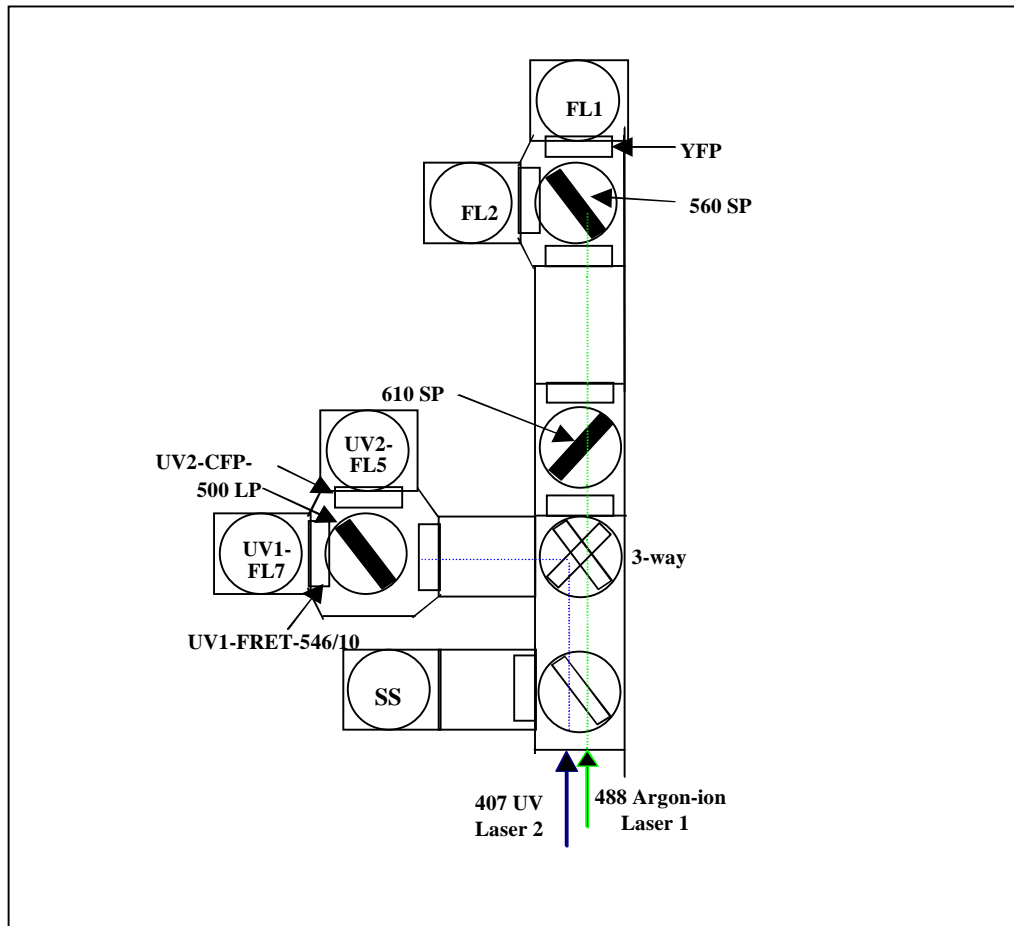 FL1
YFP
FL2
560 SP
610 SP
UV2-
FL5
UV2-CFP-
500 LP
UV1-
FL7
3-way
UV1-FRET-546/10
SS
407 UV
Laser 2
488 Argon-ion
Laser 1